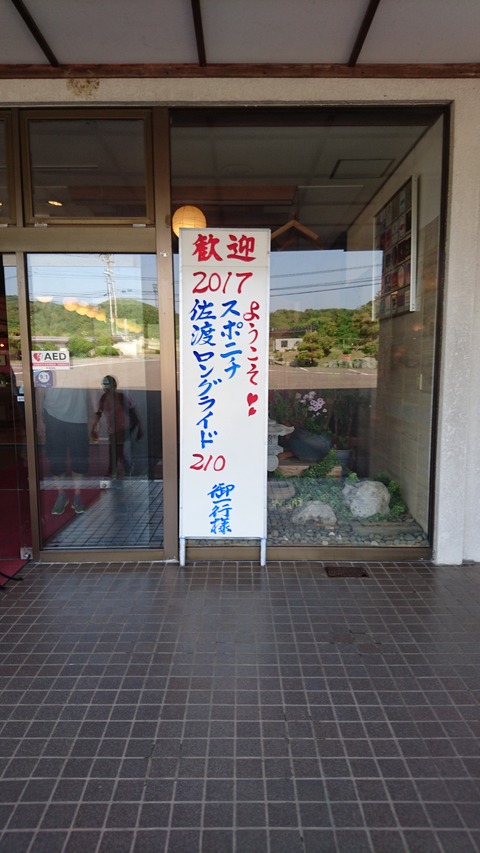 歓迎
2017
ようこそ♥
スポニチ
佐渡ロングライド
210
御一行様
AED